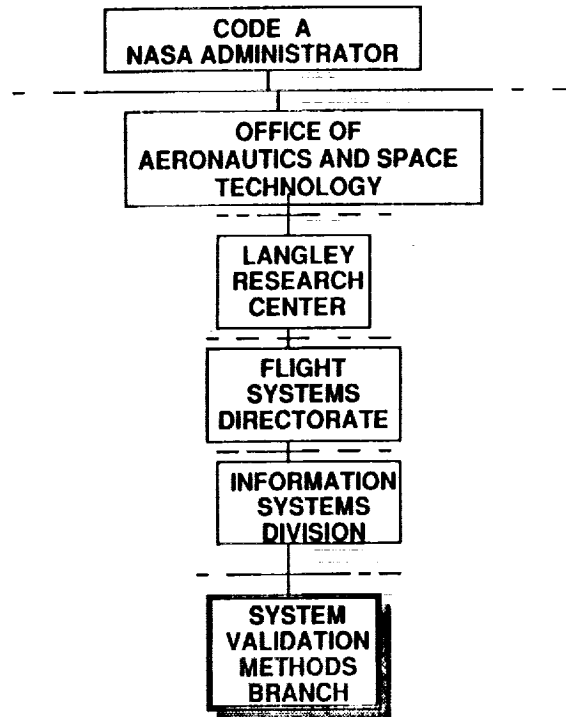 CODE A
NASA ADMINISTRATOR
OFFICE OF
AERONAUTICS AND SPACE
TECHNOLOGY
LANGLEY
RESEARCH
CENTER
FLIGHT
SYSTEMS
DIRECTORATE
INFORMATION
SYSTEMS
DIVISION
SYSTEM
VALIDATION
METHODS
BRANCH